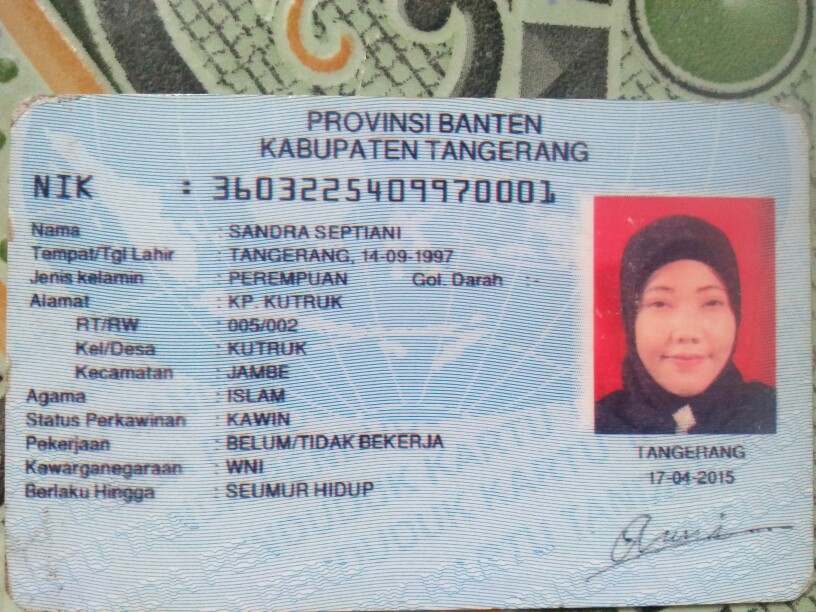 PROVINSI BANTEN
KABUPATEN TANGERANG
NIK : 3603225409970001
Nama : SANDRA SEPTIANI
Tempat/Tgl Lahir : TANGERANG, 14-09-1997
Jenis kelamin : PEREMPUAN Gol. Darah : -
Alamat : KP. KUTRUK
RT/RW : 005/002
Kel/Desa : KUTRUK
Kecamatan : JAMBE
Agama : ISLAM
Status Perkawinan : KAWIN
Pekerjaan : BELUM/TIDAK BEKERJA
Kewarganegaraan : WNI
Berlaku Hingga : SEUMUR HIDUP
TANGERANG
17-04-2015